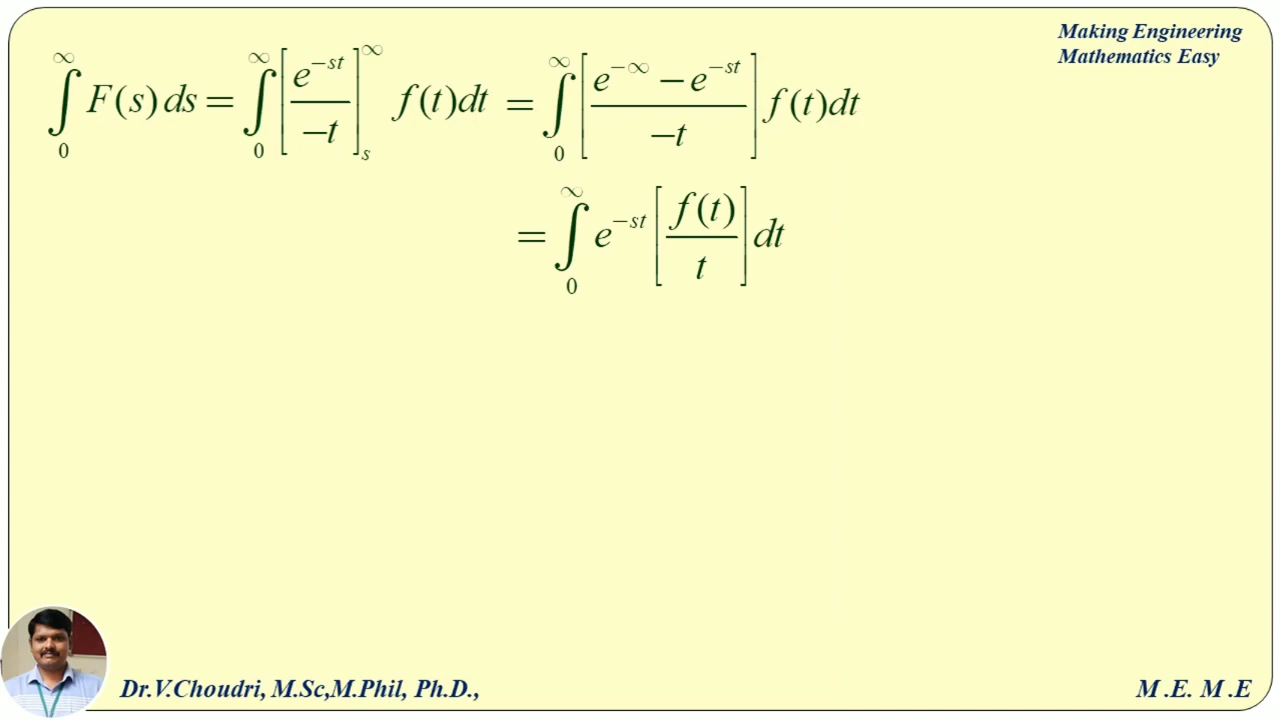 Making Engineering
Mathematics Easy
∫₀^∞ F(s) ds = ∫₀^∞ [e^{-st} / -t]_s^∞ f(t)dt = ∫₀^∞ [(e^{-∞} - e^{-st}) / -t] f(t)dt
= ∫₀^∞ e^{-st} [f(t) / t] dt
Dr.V.Choudri, M.Sc,M.Phil, Ph.D.,
M .E. M .E